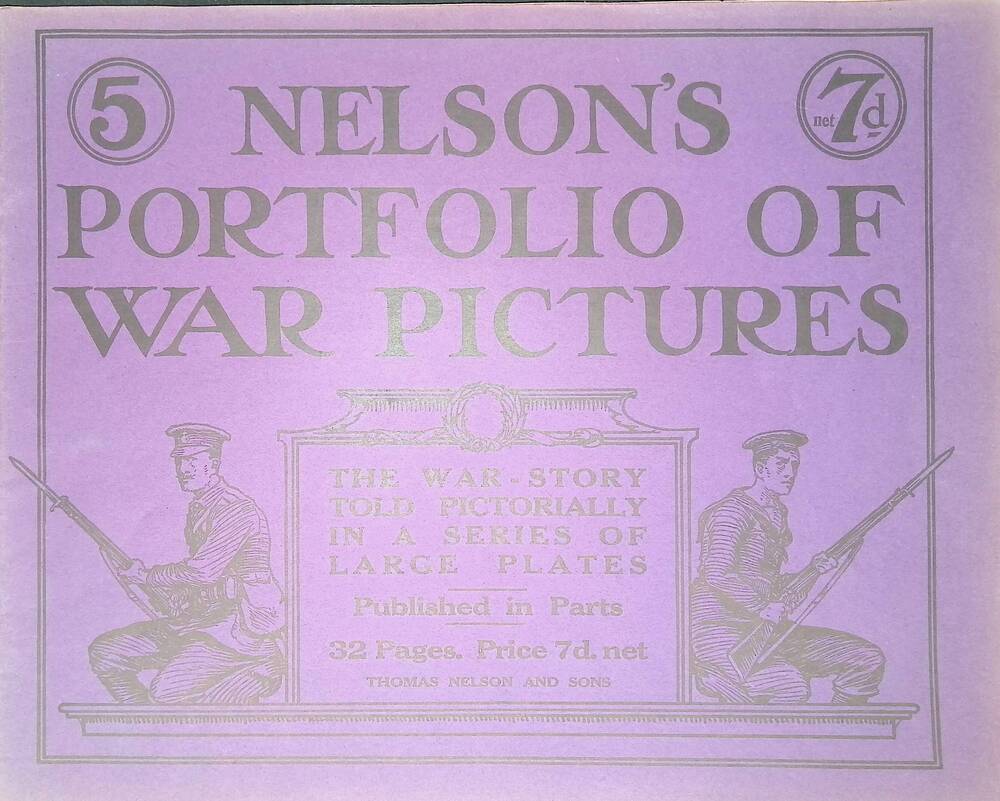 5 NELSON'S net 7d
PORTFOLIO OF
WAR PICTURES
THE WAR-STORY
TOLD PICTORIALLY
IN A SERIES OF
LARGE PLATES
Published in Parts
32 Pages. Price 7d. net
THOMAS NELSON AND SONS